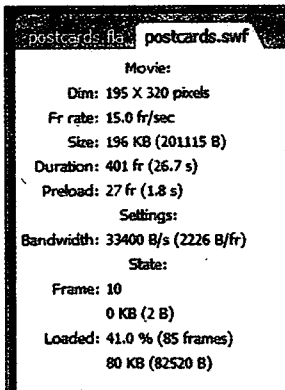 postcards.fla postcards.swf
Movie:
Dim: 195 X 320 pixels
Fr rate: 15.0 fr/sec
Size: 196 KB (201115 B)
Duration: 401 fr (26.7 s)
Preload: 27 fr (1.8 s)
Settings:
Bandwidth: 33400 B/s (2226 B/fr)
State:
Frame: 10
0 KB (2 B)
Loaded: 41.0 % (85 frames)
80 KB (82520 B)